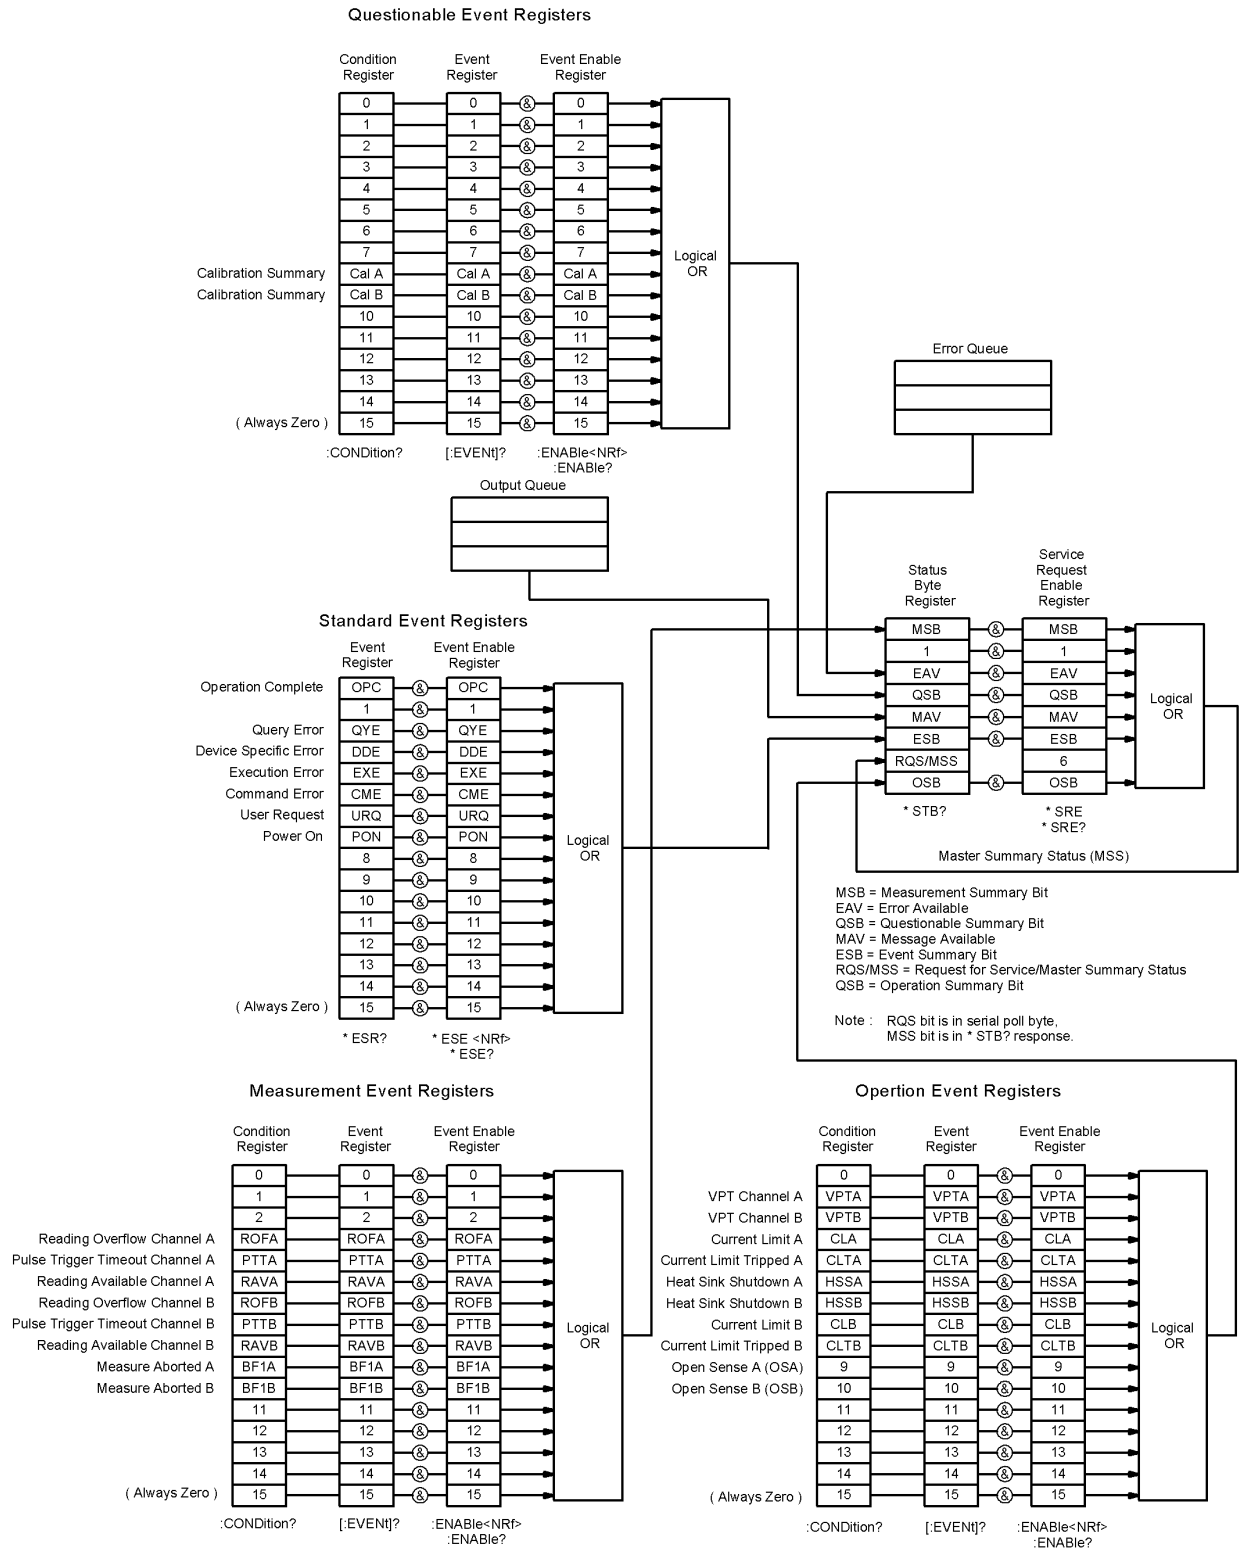 Questionable Event Registers
Condition Register
Event Register
Event Enable Register
0 0 & 0
1 1 & 1
2 2 & 2
3 3 & 3
4 4 & 4
5 5 & 5
6 6 & 6
7 7 & 7
Calibration Summary Cal A Cal A & Cal A
Calibration Summary Cal B Cal B & Cal B
10 10 & 10
11 11 & 11
12 12 & 12
13 13 & 13
14 14 & 14
( Always Zero ) 15 15 & 15
Logical
OR
:CONDition? [:EVENt]? :ENABle<NRf>
:ENABle?
Error Queue
Output Queue
Status
Byte
Register
Service
Request
Enable
Register
MSB & MSB
1 & 1
EAV & EAV
QSB & QSB
MAV & MAV
ESB & ESB
RQS/MSS 6
OSB & OSB
Logical
OR
* STB? * SRE
* SRE?
Master Summary Status (MSS)
MSB = Measurement Summary Bit
EAV = Error Available
QSB = Questionable Summary Bit
MAV = Message Available
ESB = Event Summary Bit
RQS/MSS = Request for Service/Master Summary Status
QSB = Operation Summary Bit
Note : RQS bit is in serial poll byte,
MSS bit is in * STB? response.
Standard Event Registers
Event
Register
Event Enable
Register
Operation Complete OPC & OPC
1 & 1
Query Error QYE & QYE
Device Specific Error DDE & DDE
Execution Error EXE & EXE
Command Error CME & CME
User Request URQ & URQ
Power On PON & PON
8 & 8
9 & 9
10 & 10
11 & 11
12 & 12
13 & 13
14 & 14
( Always Zero ) 15 & 15
Logical
OR
* ESR? * ESE <NRf>
* ESE?
Measurement Event Registers
Condition
Register
Event
Register
Event Enable
Register
0 0 & 0
1 1 & 1
2 2 & 2
Reading Overflow Channel A ROFA ROFA & ROFA
Pulse Trigger Timeout Channel A PTTA PTTA & PTTA
Reading Available Channel A RAVA RAVA & RAVA
Reading Overflow Channel B ROFB ROFB & ROFB
Pulse Trigger Timeout Channel B PTTB PTTB & PTTB
Reading Available Channel B RAVB RAVB & RAVB
Measure Aborted A BF1A BF1A & BF1A
Measure Aborted B BF1B BF1B & BF1B
11 11 & 11
12 12 & 12
13 13 & 13
14 14 & 14
( Always Zero ) 15 15 & 15
Logical
OR
:CONDition? [:EVENt]? :ENABle<NRf>
:ENABle?
Opertion Event Registers
Condition
Register
Event
Register
Event Enable
Register
0 0 & 0
VPT Channel A VPTA VPTA & VPTA
VPT Channel B VPTB VPTB & VPTB
Current Limit A CLA CLA & CLA
Current Limit Tripped A CLTA CLTA & CLTA
Heat Sink Shutdown A HSSA HSSA & HSSA
Heat Sink Shutdown B HSSB HSSB & HSSB
Current Limit B CLB CLB & CLB
Current Limit Tripped B CLTB CLTB & CLTB
Open Sense A (OSA) 9 9 & 9
Open Sense B (OSB) 10 10 & 10
11 11 & 11
12 12 & 12
13 13 & 13
14 14 & 14
( Always Zero ) 15 15 & 15
Logical
OR
:CONDition? [:EVENt]? :ENABle<NRf>
:ENABle?